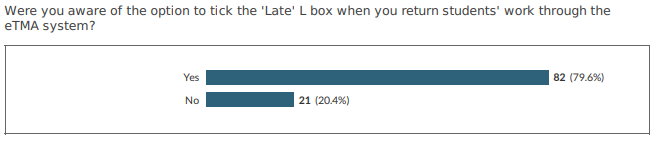 Were you aware of the option to tick the 'Late' L box when you return students' work through the
eTMA system?
Yes 82 (79.6%)
No 21 (20.4%)